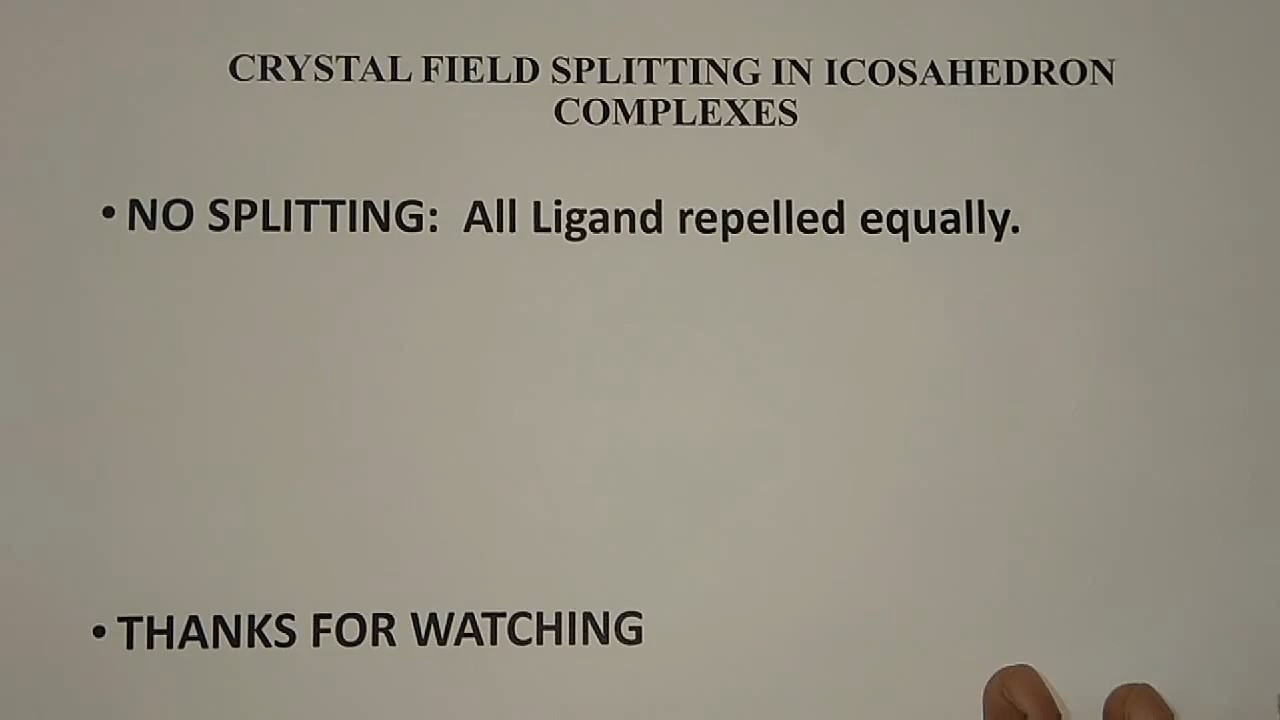 CRYSTAL FIELD SPLITTING IN ICOSAHEDRON
COMPLEXES
• NO SPLITTING: All Ligand repelled equally.
• THANKS FOR WATCHING